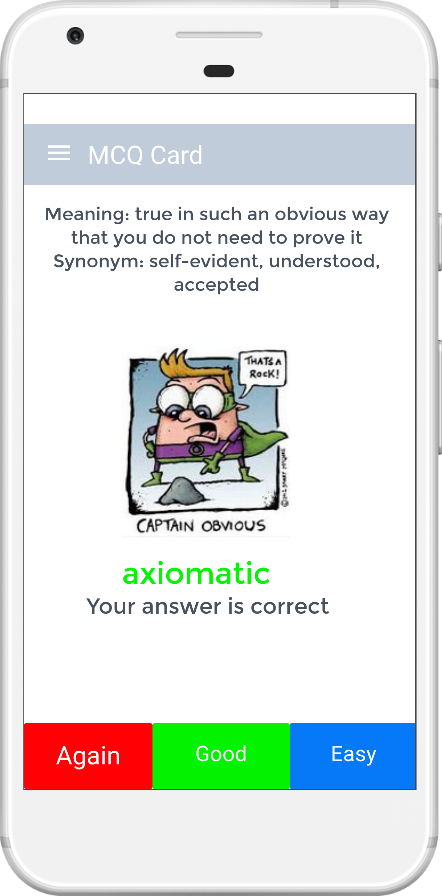 MCQ Card
Meaning: true in such an obvious way
that you do not need to prove it
Synonym: self-evident, understood,
accepted
THATS A
ROCK!
CAPTAIN OBVIOUS
axiomatic
Your answer is correct
Again
Good
Easy